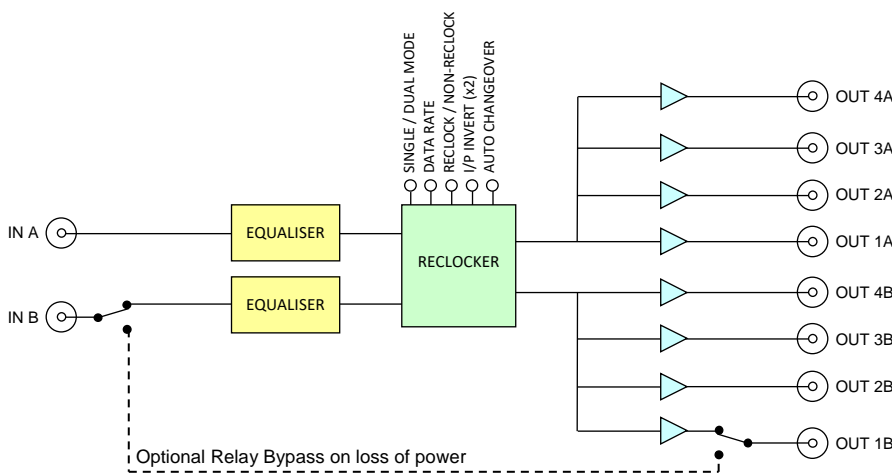 SINGLE / DUAL MODE
DATA RATE
RECLOCK / NON-RECLOCK
I/P INVERT (x2)
AUTO CHANGEOVER
IN A
EQUALISER
RECLOCKER
IN B
EQUALISER
OUT 4A
OUT 3A
OUT 2A
OUT 1A
OUT 4B
OUT 3B
OUT 2B
OUT 1B
Optional Relay Bypass on loss of power